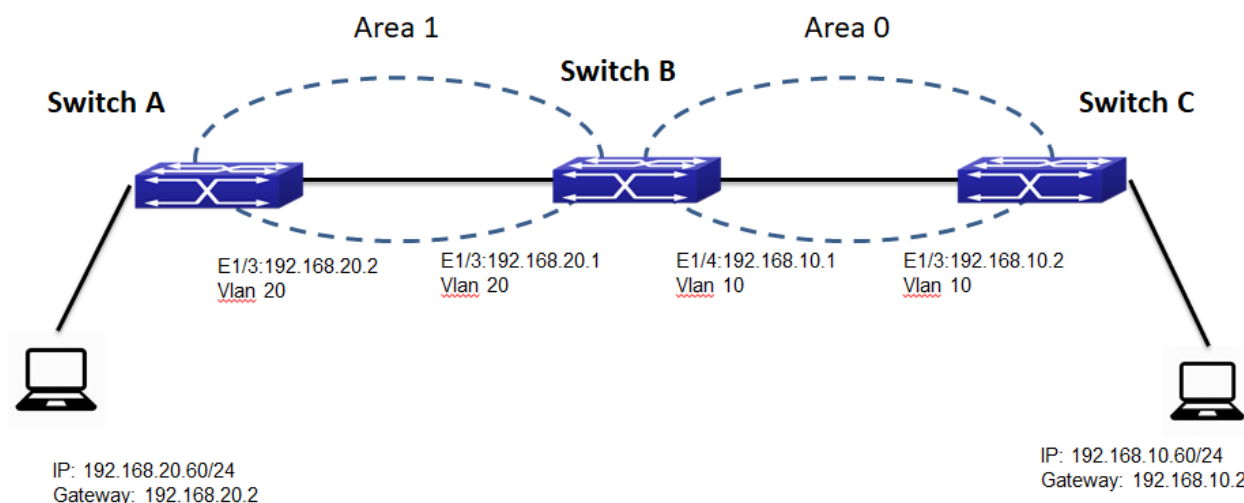 Area 1
Area 0
Switch B
Switch A
Switch C
E1/3:192.168.20.2
Vlan 20
E1/3:192.168.20.1
Vlan 20
E1/4:192.168.10.1
Vlan 10
E1/3:192.168.10.2
Vlan 10
IP: 192.168.20.60/24
Gateway: 192.168.20.2
IP: 192.168.10.60/24
Gateway: 192.168.10.2